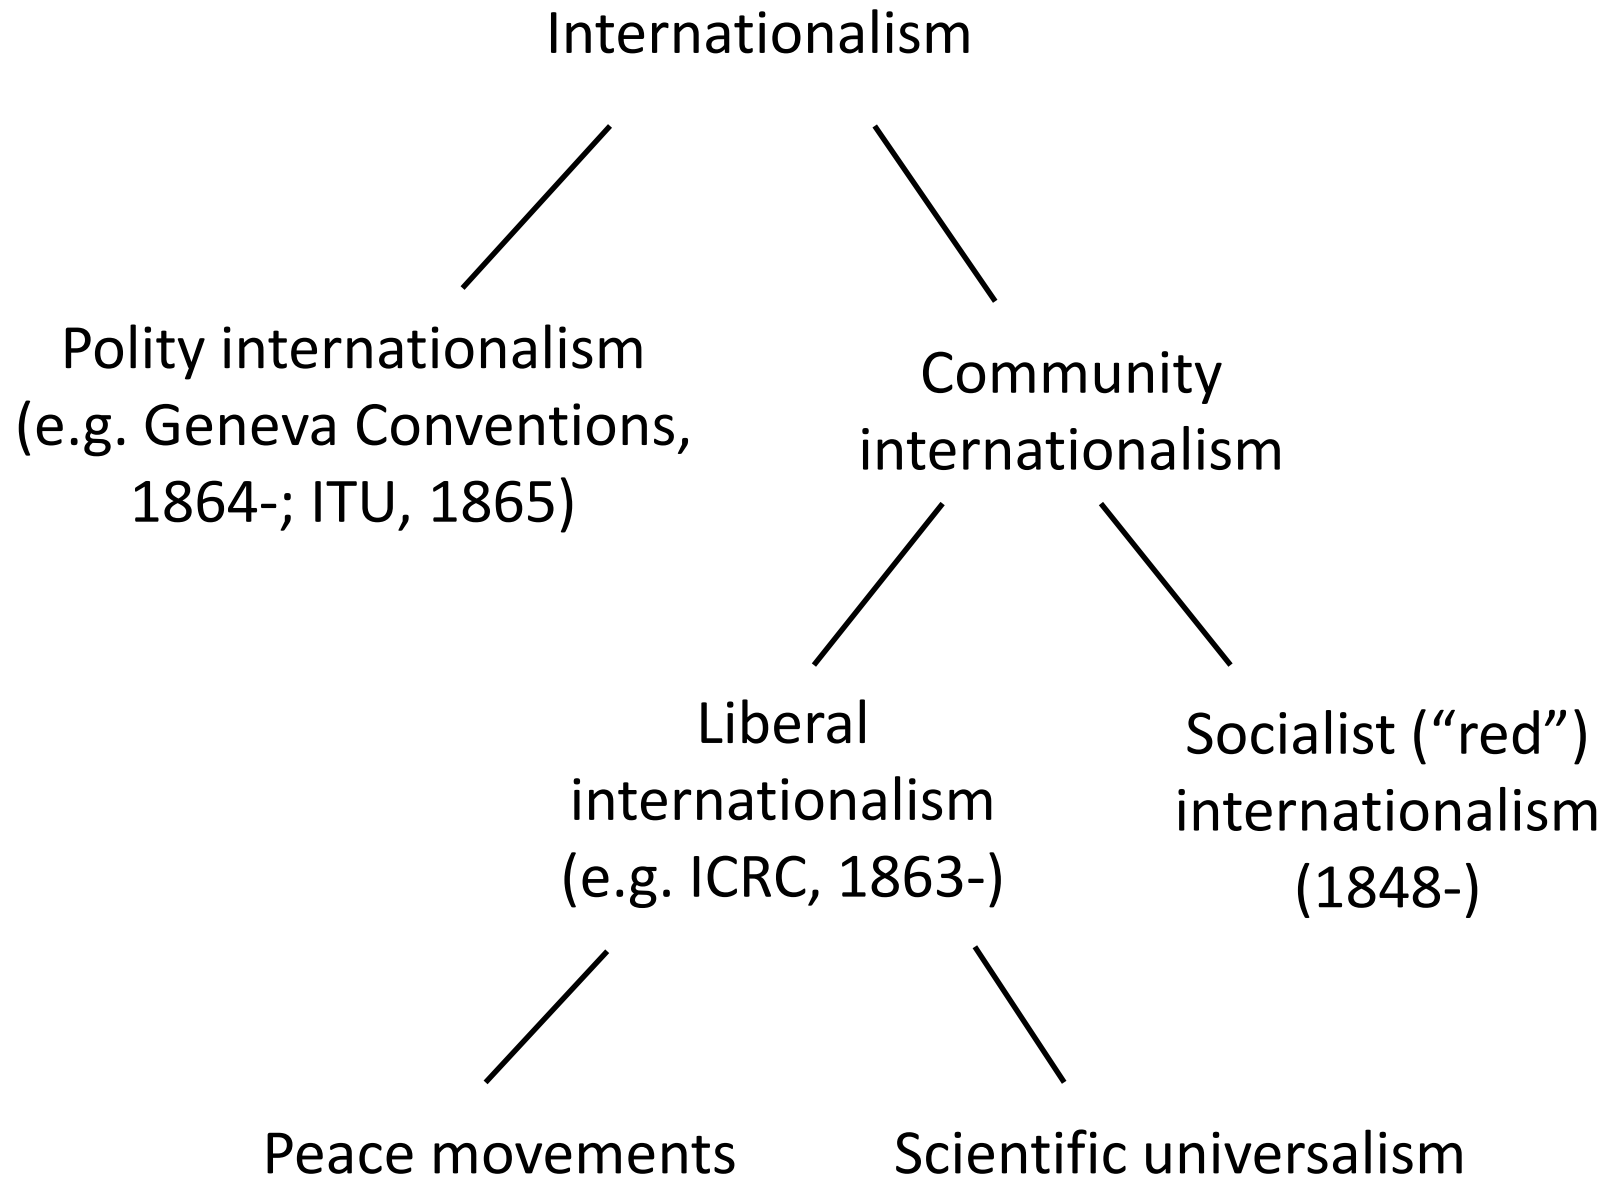 Internationalism
Polity internationalism
(e.g. Geneva Conventions,
1864-; ITU, 1865)
Community
internationalism
Liberal
internationalism
(e.g. ICRC, 1863-)
Socialist (“red”)
internationalism
(1848-)
Peace movements
Scientific universalism